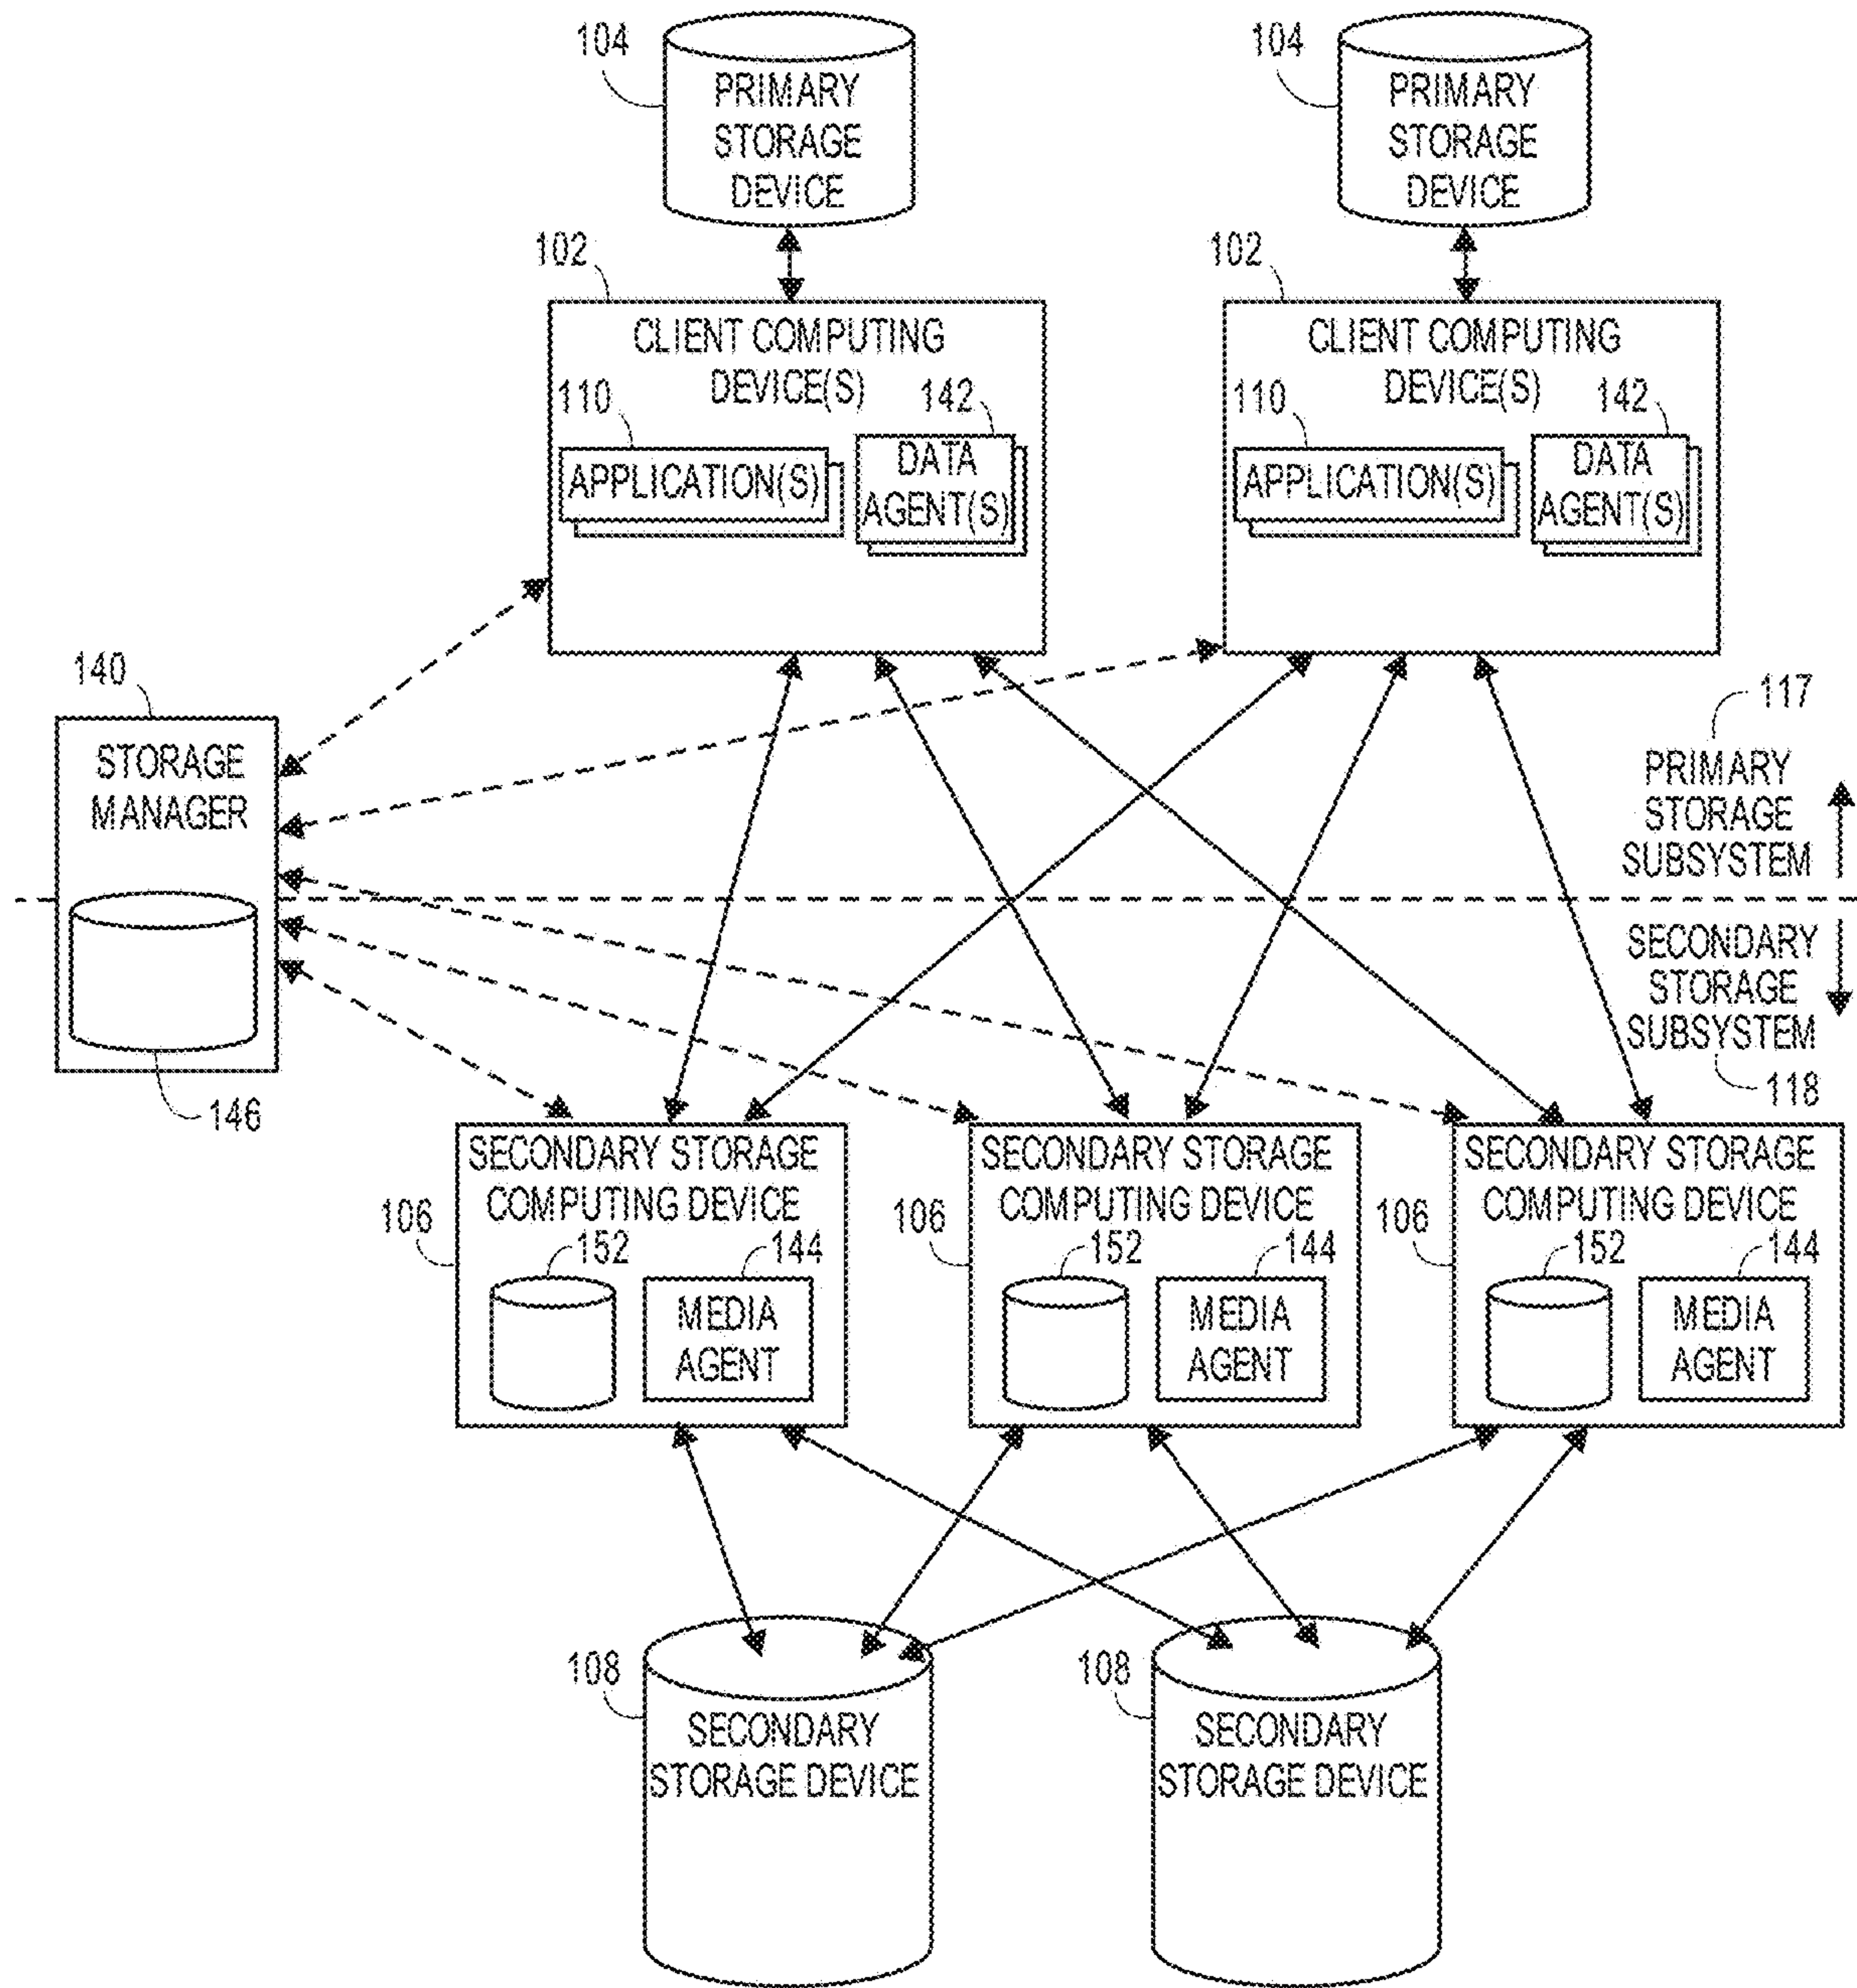 104
PRIMARY
STORAGE
DEVICE
104
PRIMARY
STORAGE
DEVICE
102
CLIENT COMPUTING
DEVICE(S)
110
142
APPLICATION(S)
DATA
AGENT(S)
102
CLIENT COMPUTING
DEVICE(S)
110
142
APPLICATION(S)
DATA
AGENT(S)
140
STORAGE
MANAGER
146
117
PRIMARY
STORAGE
SUBSYSTEM
SECONDARY
STORAGE
SUBSYSTEM
118
SECONDARY STORAGE
COMPUTING DEVICE
106
152
144
MEDIA
AGENT
SECONDARY STORAGE
COMPUTING DEVICE
106
152
144
MEDIA
AGENT
SECONDARY STORAGE
COMPUTING DEVICE
106
152
144
MEDIA
AGENT
108
SECONDARY
STORAGE DEVICE
108
SECONDARY
STORAGE DEVICE